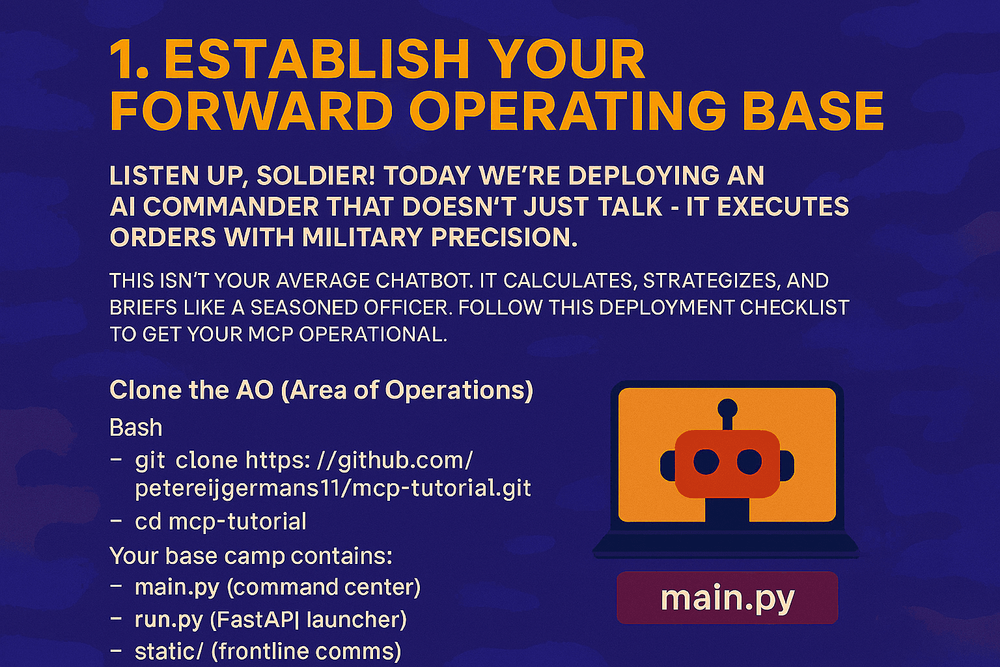 1. ESTABLISH YOUR
FORWARD OPERATING BASE
LISTEN UP, SOLDIER! TODAY WE'RE DEPLOYING AN
AI COMMANDER THAT DOESN'T JUST TALK - IT EXECUTES
ORDERS WITH MILITARY PRECISION.
THIS ISN'T YOUR AVERAGE CHATBOT. IT CALCULATES, STRATEGIZES, AND
BRIEFS LIKE A SEASONED OFFICER. FOLLOW THIS DEPLOYMENT CHECKLIST
TO GET YOUR MCP OPERATIONAL.
Clone the AO (Area of Operations)
Bash
– git clone https: //github.com/
petereijgermans11/mcp-tutorial.git
– cd mcp-tutorial
Your base camp contains:
– main.py (command center)
– run.py (FastAP| launcher)
– static/ (frontline comms)
main.py